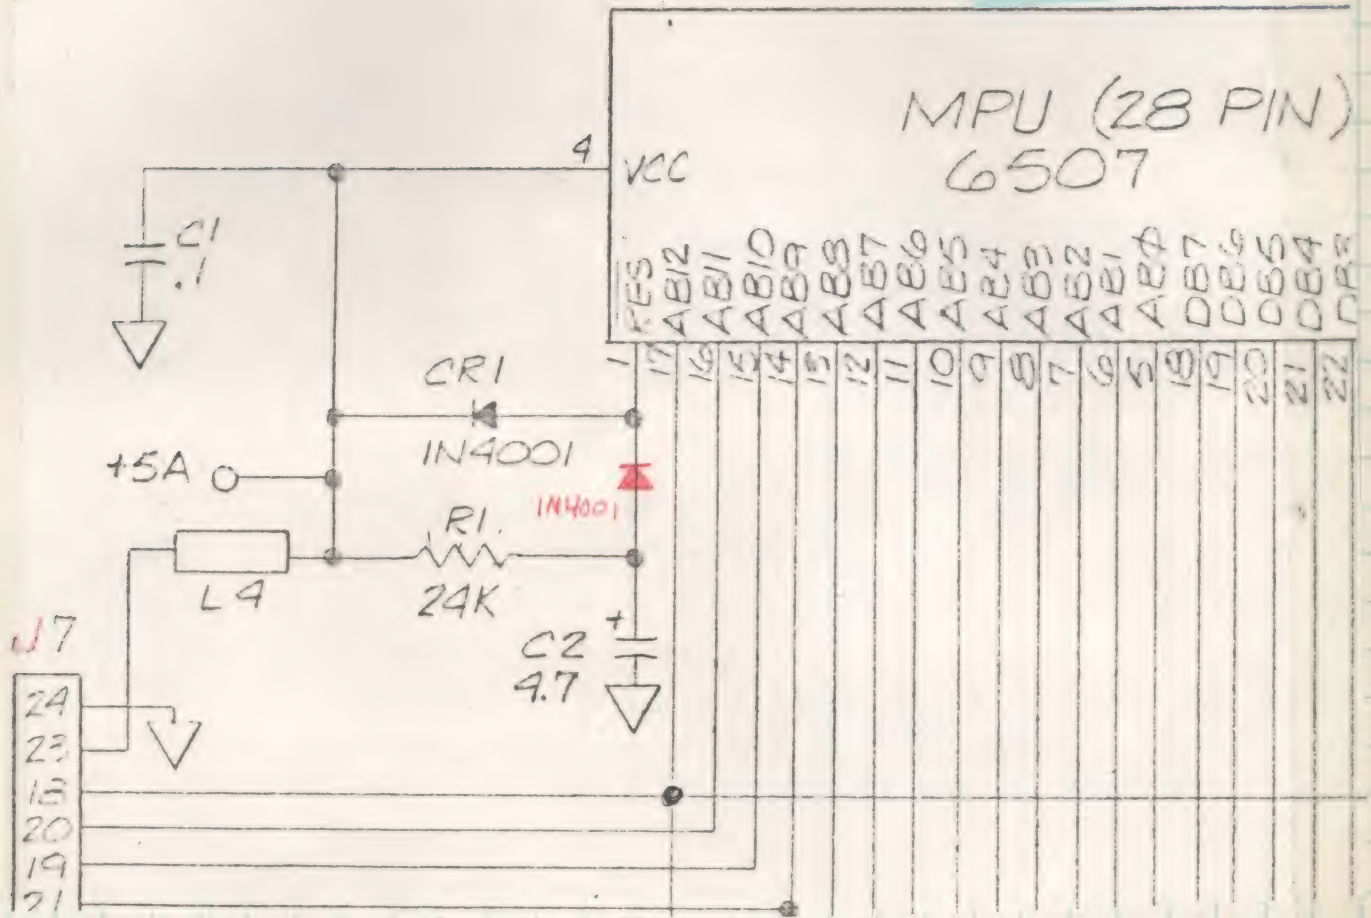 MPU (28 PIN)
6507
4
VCC
C1
.1
RES
AB12
AB11
AB10
AB9
AB8
AB7
AB6
AB5
AB4
AB3
AB2
AB1
ABØ
DB7
DB6
DB5
DB4
DB3
1
17
16
15
14
13
12
11
10
9
8
7
6
5
18
19
20
21
22
CR1
1N4001
+5A
1N4001
R1
24K
L4
C2
+
4.7
J7
24
23
18
20
19
21